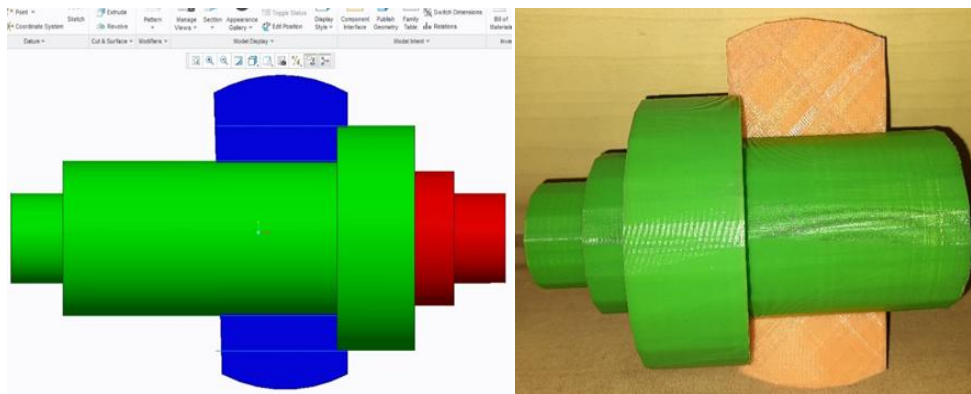 Point
Extrude
Toggle Status
Switch Dimensions
Coordinate System
Sketch
Revolve
Pattern
Manage
Views
Section
Appearance
Gallery
Edit Position
Display
Style
Component
Interface
Publish
Geometry
Family
Table
d= Relations
Bill of
Materials
Datum
Cut & Surface
Modifiers
Model Display
Model Intent
Inve